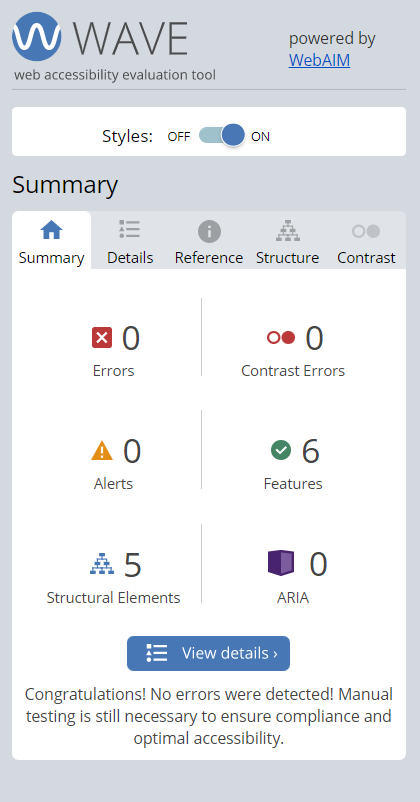 WAVE
web accessibility evaluation tool
powered by
WebAIM
Styles: OFF ON
Summary
Summary Details Reference Structure Contrast
0 0
Errors Contrast Errors
0 6
Alerts Features
5 0
Structural Elements ARIA
View details ›
Congratulations! No errors were detected! Manual
testing is still necessary to ensure compliance and
optimal accessibility.